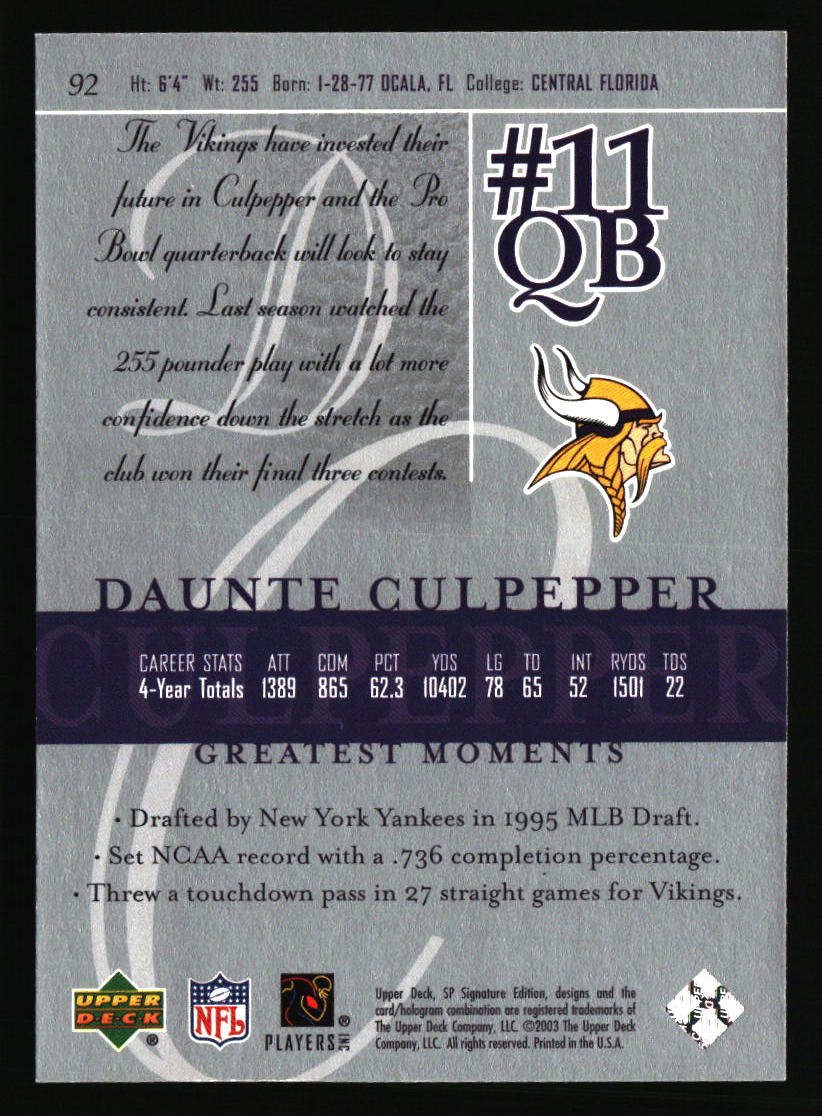 92 Ht: 6'4" Wt: 255 Born: 1-28-77 OCALA, FL College: CENTRAL FLORIDA
The Vikings have invested their
future in Culpepper and the Pro
Bowl quarterback will look to stay
consistent. Last season watched the
255 pounder play with a lot more
confidence down the stretch as the
club won their final three contests.
#11
QB
DAUNTE CULPEPPER
CULPEPPER
CAREER STATS ATT COM PCT YDS LG TD INT RYDS TDS
4-Year Totals 1389 865 62.3 10402 78 65 52 1501 22
GREATEST MOMENTS
· Drafted by New York Yankees in 1995 MLB Draft.
· Set NCAA record with a .736 completion percentage.
· Threw a touchdown pass in 27 straight games for Vikings.
UPPER
DECK
®
NFL
PLAYERS INC ®
Upper Deck, SP Signature Edition, designs and the
card/hologram combination are registered trademarks of
The Upper Deck Company, LLC. ©2003 The Upper Deck
Company, LLC. All rights reserved. Printed in the U.S.A.